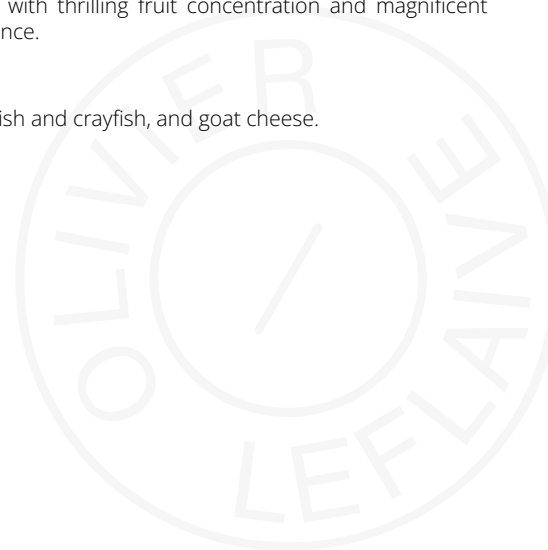 with thrilling fruit concentration and magnificent
nce.
ish and crayfish, and goat cheese.
OLIVIER
LEFLAIVE